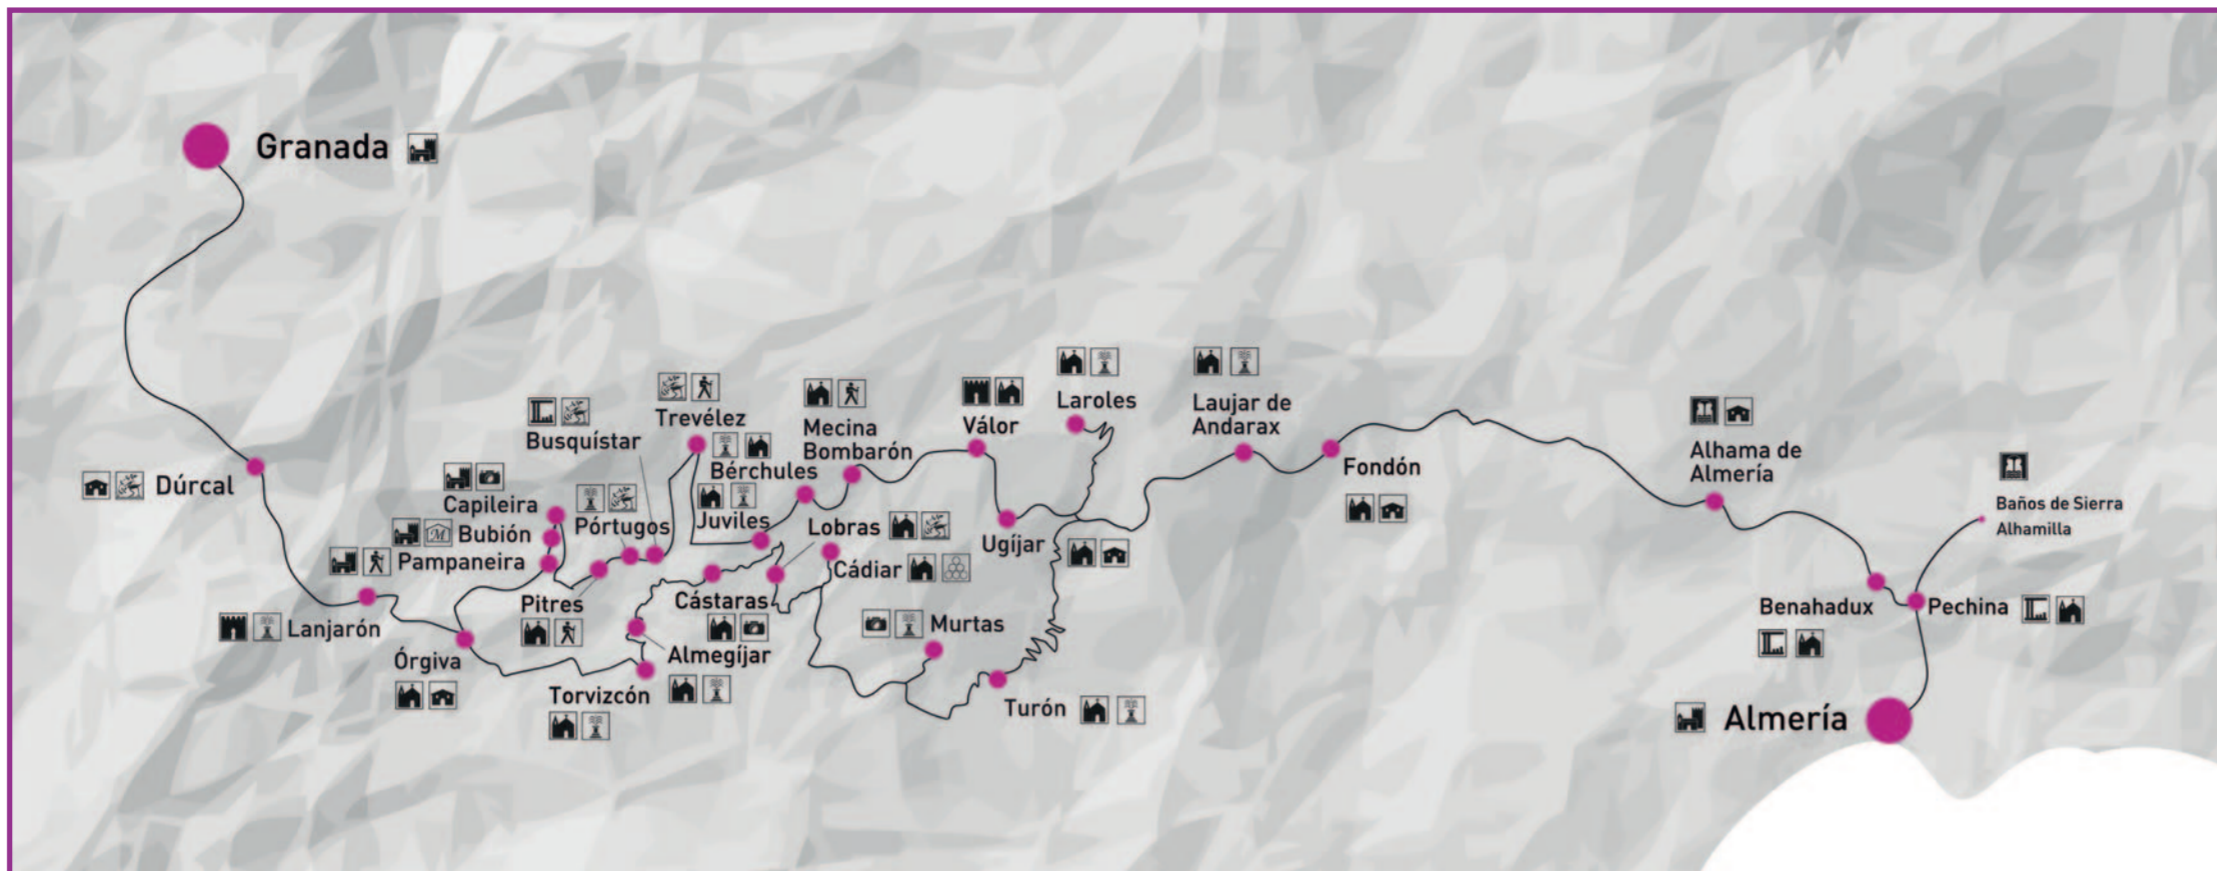 Granada
Trevélez
Busquístar
Mecina
Bombarón
Válor
Laroles
Laujar de
Andarax
Fondón
Alhama de
Almería
Baños de Sierra
Alhamilla
Dúrcal
Capileira
Bubión
Pampaneira
Pórtugos
Bérchules
Juviles
Lobras
Cádiar
Ugíjar
Lanjarón
Pitres
Cástaras
Murtas
Benahadux
Pechina
Órgiva
Torvizcón
Almegíjar
Turón
Almería
M